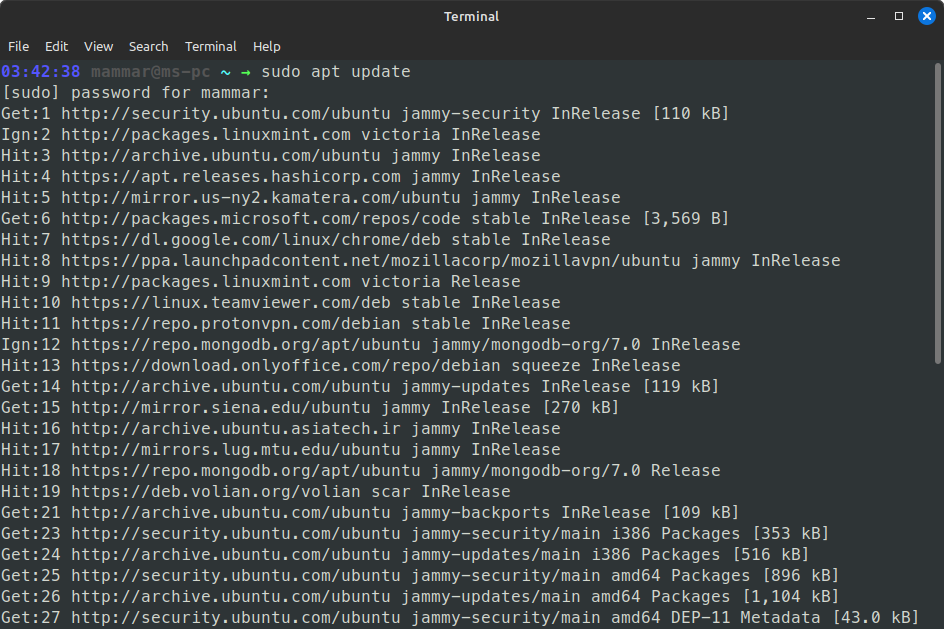 Terminal
File Edit View Search Terminal Help
03:42:38 mammar@ms-pc ~ → sudo apt update
[sudo] password for mammar:
Get:1 http://security.ubuntu.com/ubuntu jammy-security InRelease [110 kB]
Ign:2 http://packages.linuxmint.com victoria InRelease
Hit:3 http://archive.ubuntu.com/ubuntu jammy InRelease
Hit:4 https://apt.releases.hashicorp.com jammy InRelease
Hit:5 http://mirror.us-ny2.kamatera.com/ubuntu jammy InRelease
Get:6 http://packages.microsoft.com/repos/code stable InRelease [3,569 B]
Hit:7 https://dl.google.com/linux/chrome/deb stable InRelease
Hit:8 https://ppa.launchpadcontent.net/mozillacorp/mozillavpn/ubuntu jammy InRelease
Hit:9 http://packages.linuxmint.com victoria Release
Hit:10 https://linux.teamviewer.com/deb stable InRelease
Hit:11 https://repo.protonvpn.com/debian stable InRelease
Ign:12 https://repo.mongodb.org/apt/ubuntu jammy/mongodb-org/7.0 InRelease
Hit:13 https://download.onlyoffice.com/repo/debian squeeze InRelease
Get:14 http://archive.ubuntu.com/ubuntu jammy-updates InRelease [119 kB]
Get:15 http://mirror.siena.edu/ubuntu jammy InRelease [270 kB]
Hit:16 http://archive.ubuntu.asiatech.ir jammy InRelease
Hit:17 http://mirrors.lug.mtu.edu/ubuntu jammy InRelease
Hit:18 https://repo.mongodb.org/apt/ubuntu jammy/mongodb-org/7.0 Release
Hit:19 https://deb.volian.org/volian scar InRelease
Get:21 http://archive.ubuntu.com/ubuntu jammy-backports InRelease [109 kB]
Get:23 http://security.ubuntu.com/ubuntu jammy-security/main i386 Packages [353 kB]
Get:24 http://archive.ubuntu.com/ubuntu jammy-updates/main i386 Packages [516 kB]
Get:25 http://security.ubuntu.com/ubuntu jammy-security/main amd64 Packages [896 kB]
Get:26 http://archive.ubuntu.com/ubuntu jammy-updates/main amd64 Packages [1,104 kB]
Get:27 http://security.ubuntu.com/ubuntu jammy-security/main amd64 DEP-11 Metadata [43.0 kB]